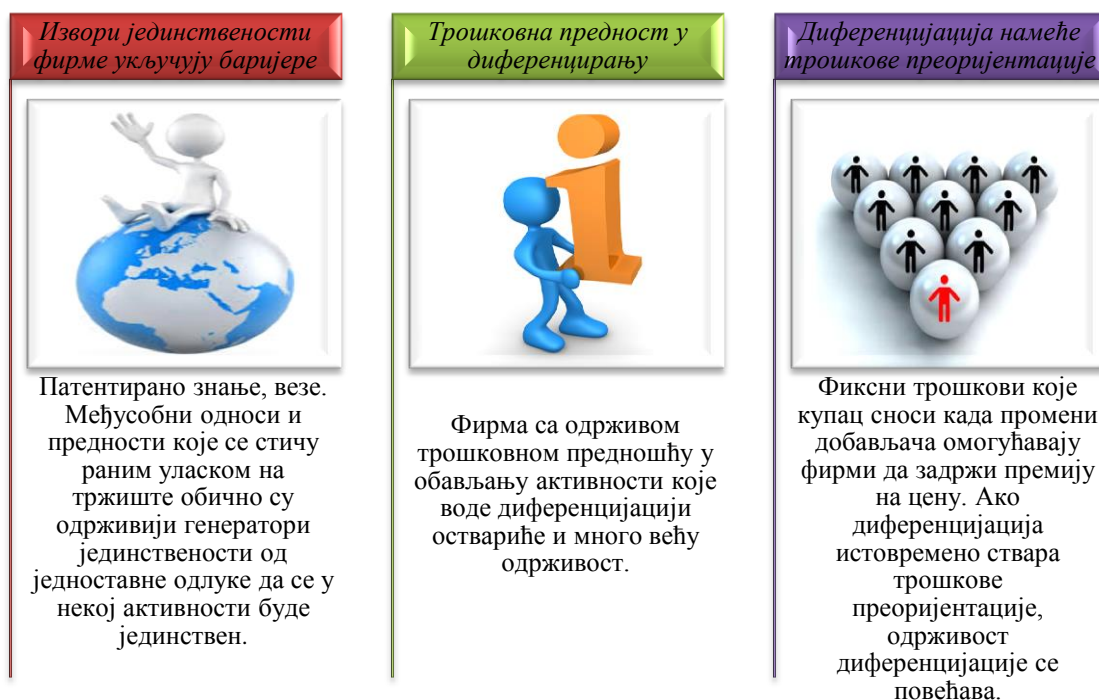 Извори јединствености
фирме укључују баријере
Патентирано знање, везе.
Међусобни односи и
предности које се стичу
раним уласком на
тржиште обично су
одрживији генератори
јединствености од
једноставне одлуке да се у
некој активности буде
јединствен.
Трошковна предност у
диференцирању
Фирма са одрживом
трошковном предношћу у
обављању активности које
воде диференцијацији
оствариће и много већу
одрживост.
Диференцијација намеће
трошкове преоријентације
Фиксни трошкови које
купац сноси када промени
добављача омогућавају
фирми да задржи премију
на цену. Ако
диференцијација
истовремено ствара
трошкове
преоријентације,
одрживост
диференцијације се
повећава.